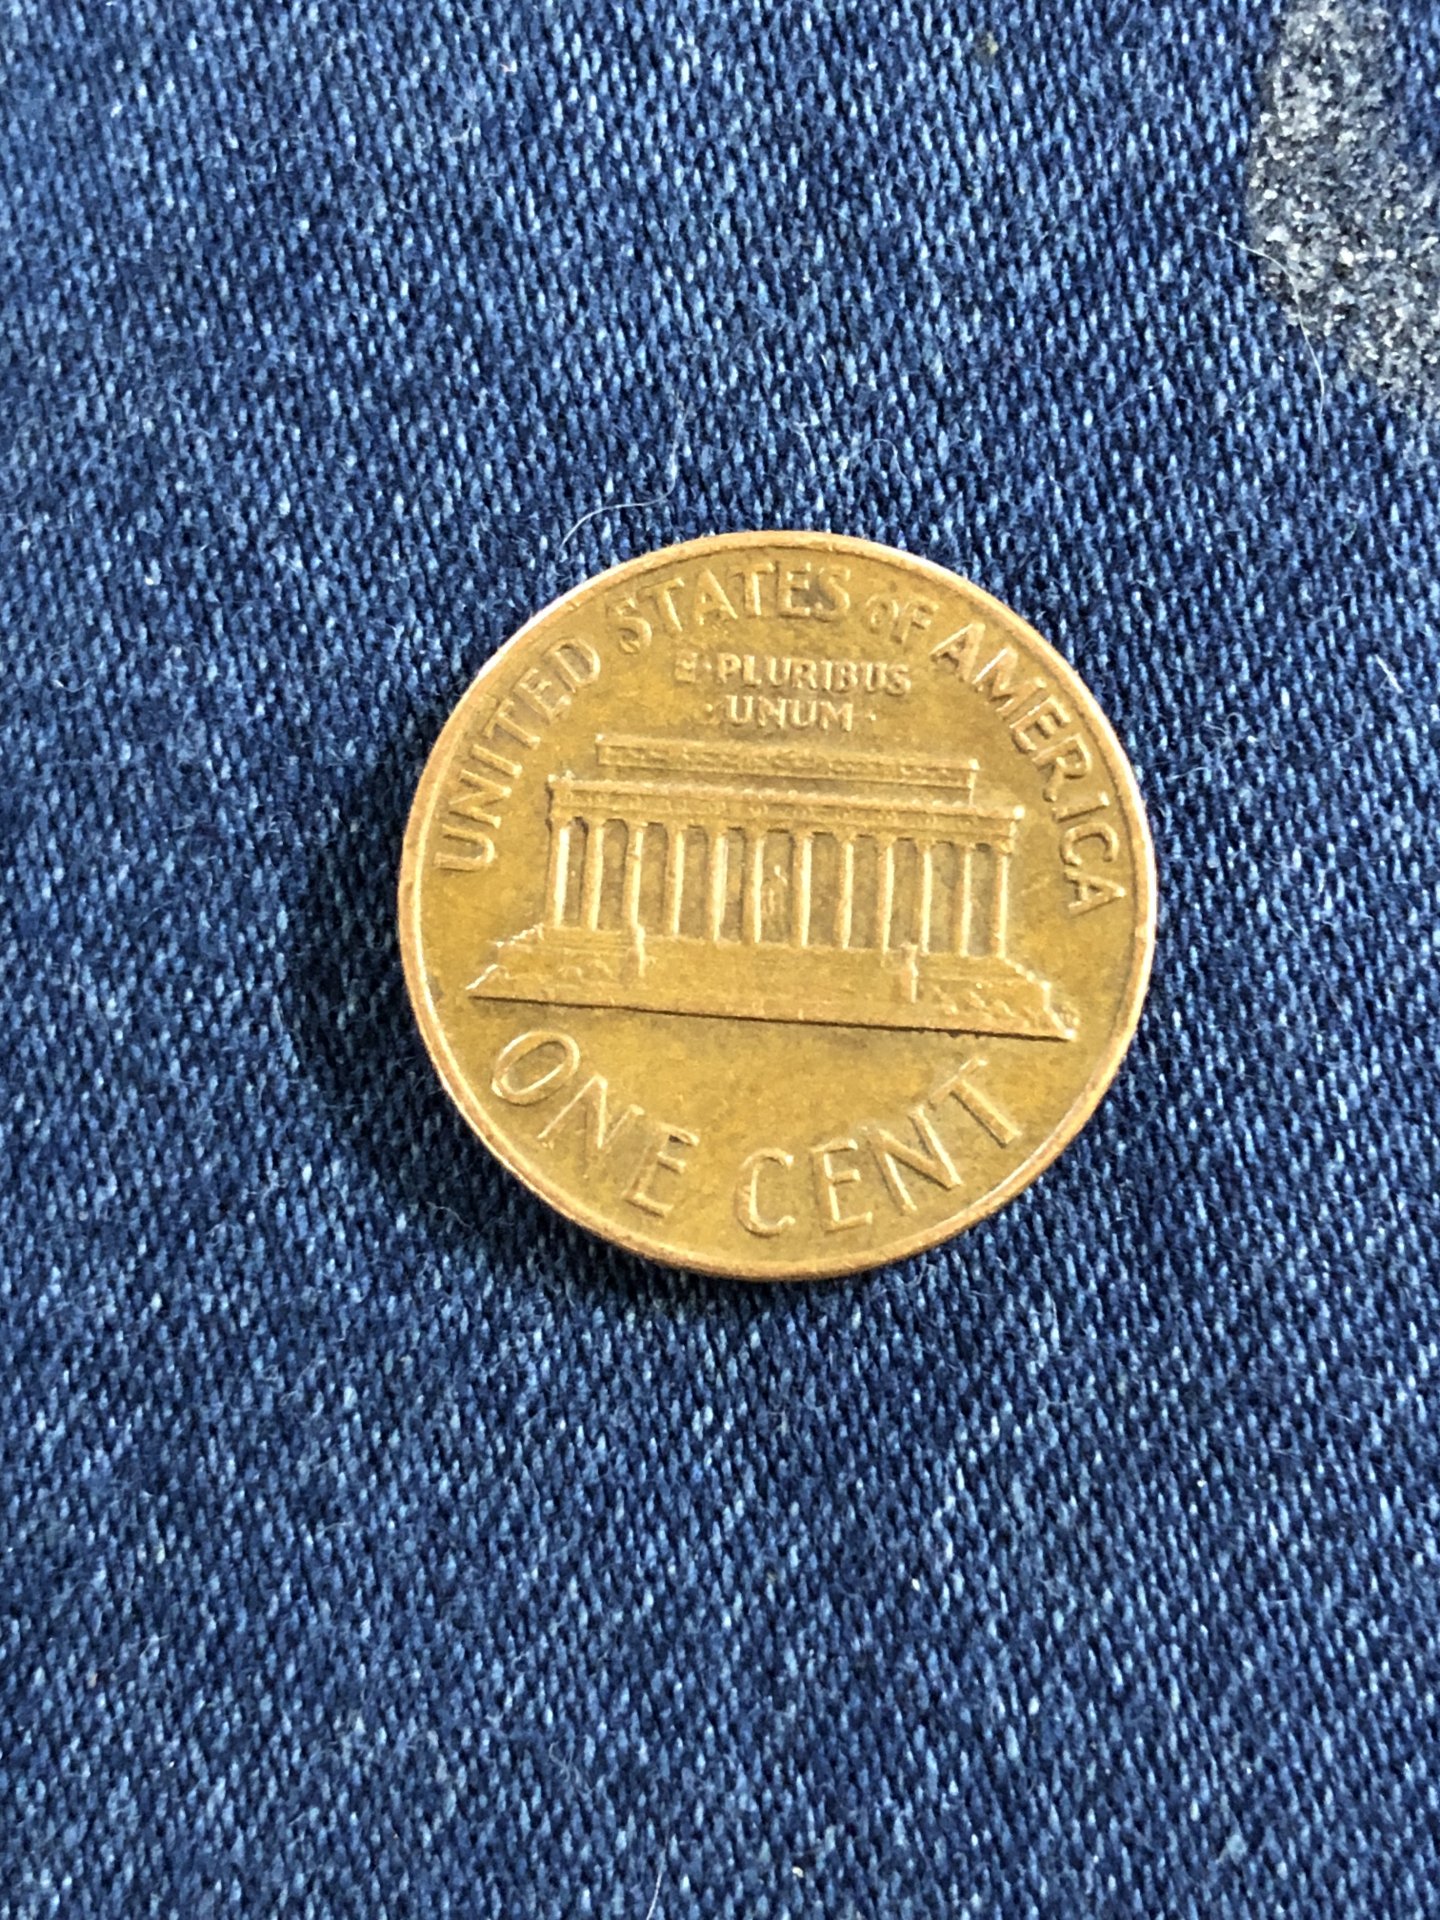 UNITED STATES OF AMERICA
E·PLURIBUS
·UNUM·
ONE CENT